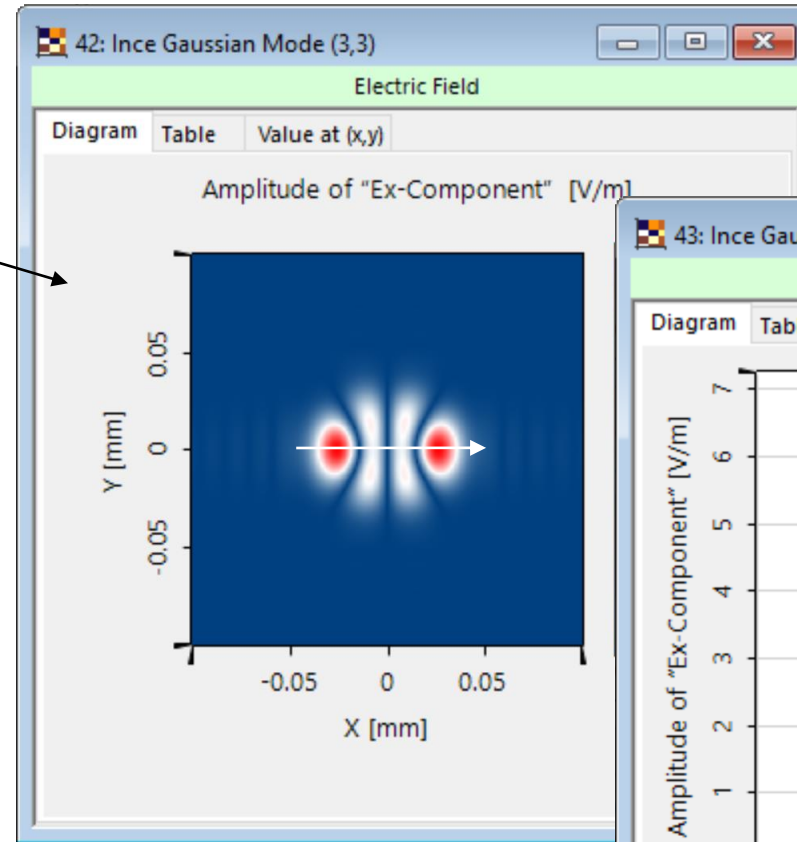 42: Ince Gaussian Mode (3,3)
Electric Field
Diagram Table Value at (x,y)
Amplitude of "Ex-Component" [V/m]
Y [mm]
0.05
0
-0.05
-0.05 0 0.05
X [mm]
43: Ince Gau
Diagram Tab
Amplitude of "Ex-Component" [V/m]
7
6
5
4
3
2
1